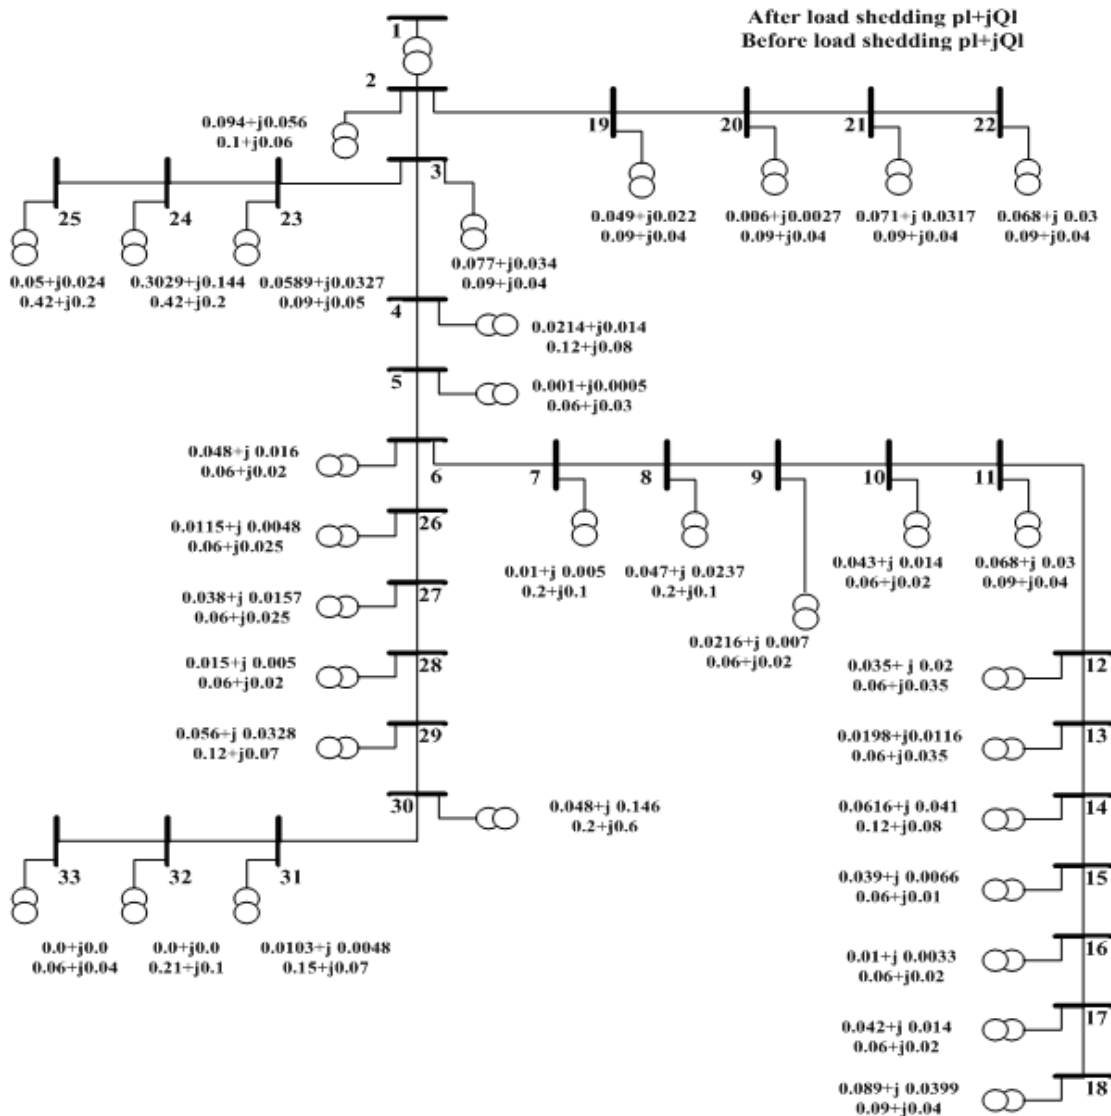 After load shedding pl+jQl
Before load shedding pl+jQl
1
2
0.094+j0.056
0.1+j0.06
19
20
21
22
0.049+j0.022
0.09+j0.04
0.006+j0.0027
0.09+j0.04
0.071+j 0.0317
0.09+j0.04
0.068+j 0.03
0.09+j0.04
3
25
24
23
0.05+j0.024
0.42+j0.2
0.3029+j0.144
0.42+j0.2
0.0589+j0.0327
0.09+j0.05
0.077+j0.034
0.09+j0.04
4
0.0214+j0.014
0.12+j0.08
5
0.001+j0.0005
0.06+j0.03
0.048+j 0.016
0.06+j0.02
6
7
8
9
10
11
0.01+j 0.005
0.2+j0.1
0.047+j 0.0237
0.2+j0.1
0.0216+j 0.007
0.06+j0.02
0.043+j 0.014
0.06+j0.02
0.068+j 0.03
0.09+j0.04
0.0115+j 0.0048
0.06+j0.025
26
0.038+j 0.0157
0.06+j0.025
27
0.015+j 0.005
0.06+j0.02
28
0.056+j 0.0328
0.12+j0.07
29
30
0.048+j 0.146
0.2+j0.6
33
32
31
0.0+j0.0
0.06+j0.04
0.0+j0.0
0.21+j0.1
0.0103+j 0.0048
0.15+j0.07
0.035+ j 0.02
0.06+j0.035
12
0.0198+j0.0116
0.06+j0.035
13
0.0616+j 0.041
0.12+j0.08
14
0.039+j 0.0066
0.06+j0.01
15
0.01+j 0.0033
0.06+j0.02
16
0.042+j 0.014
0.06+j0.02
17
0.089+j 0.0399
0.09+j0.04
18